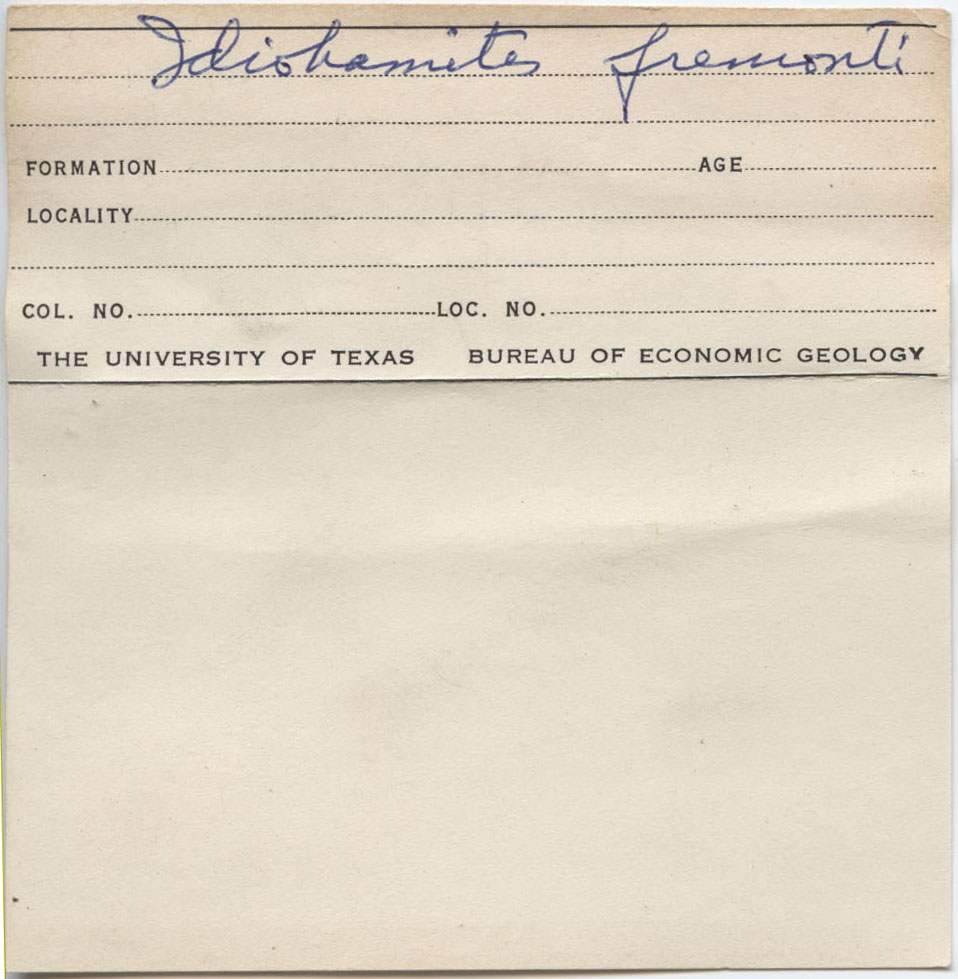 Idiohamites fremonti
FORMATION AGE
LOCALITY
COL. NO. LOC. NO.
THE UNIVERSITY OF TEXAS BUREAU OF ECONOMIC GEOLOGY